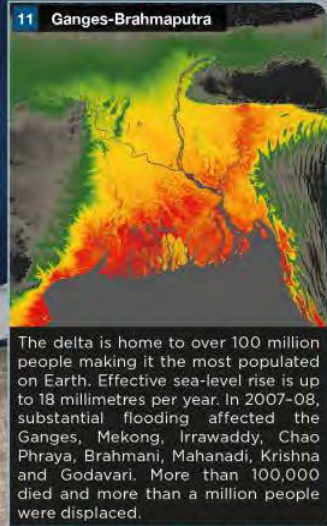 11 Ganges-Brahmaputra
The delta is home to over 100 million
people making it the most populated
on Earth. Effective sea-level rise is up
to 18 millimetres per year. In 2007–08,
substantial flooding affected the
Ganges, Mekong, Irrawaddy, Chao
Phraya, Brahmani, Mahanadi, Krishna
and Godavari. More than 100,000
died and more than a million people
were displaced.